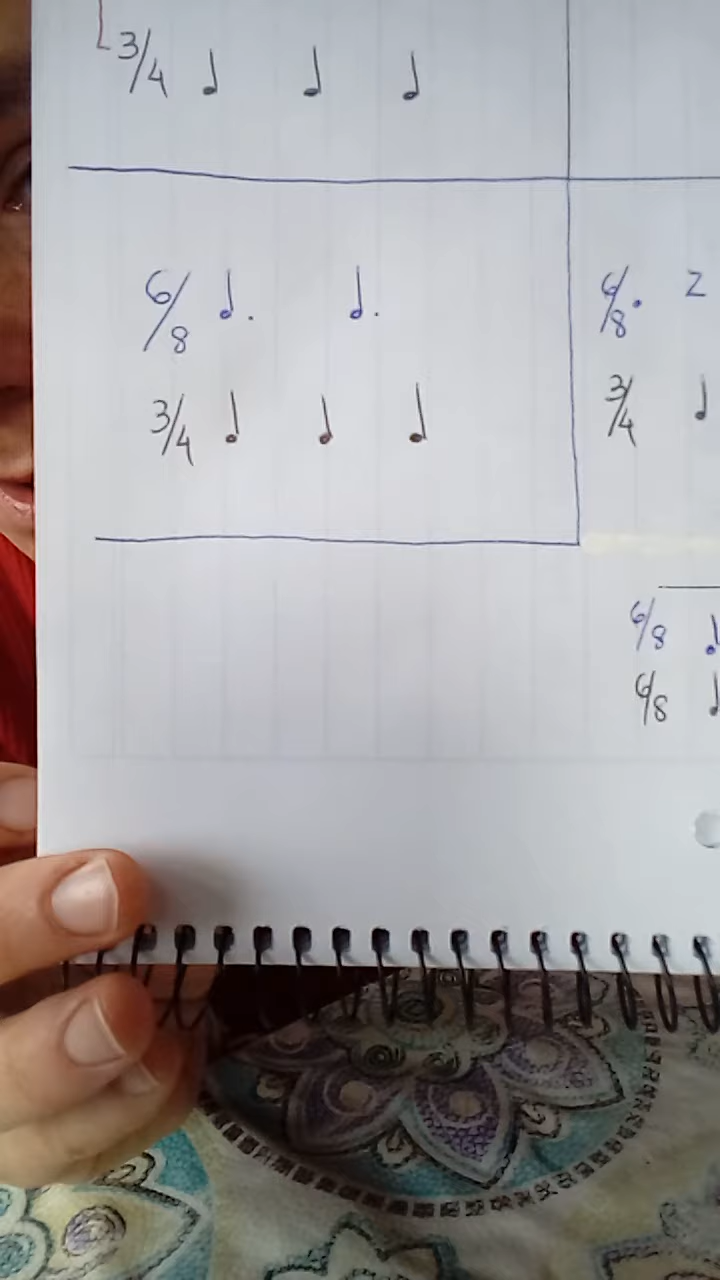 3/4 ♩ ♩ ♩
6/8 ♩. ♩.
3/4 ♩ ♩ ♩
6/8. 2
3/4 ♩
6/8 ♩
6/8 ♩